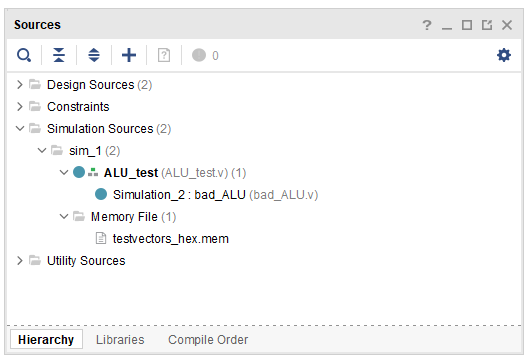 Sources
? 0
Design Sources (2)
Constraints
Simulation Sources (2)
sim_1 (2)
ALU_test (ALU_test.v) (1)
Simulation_2 : bad_ALU (bad_ALU.v)
Memory File (1)
testvectors_hex.mem
Utility Sources
Hierarchy Libraries Compile Order